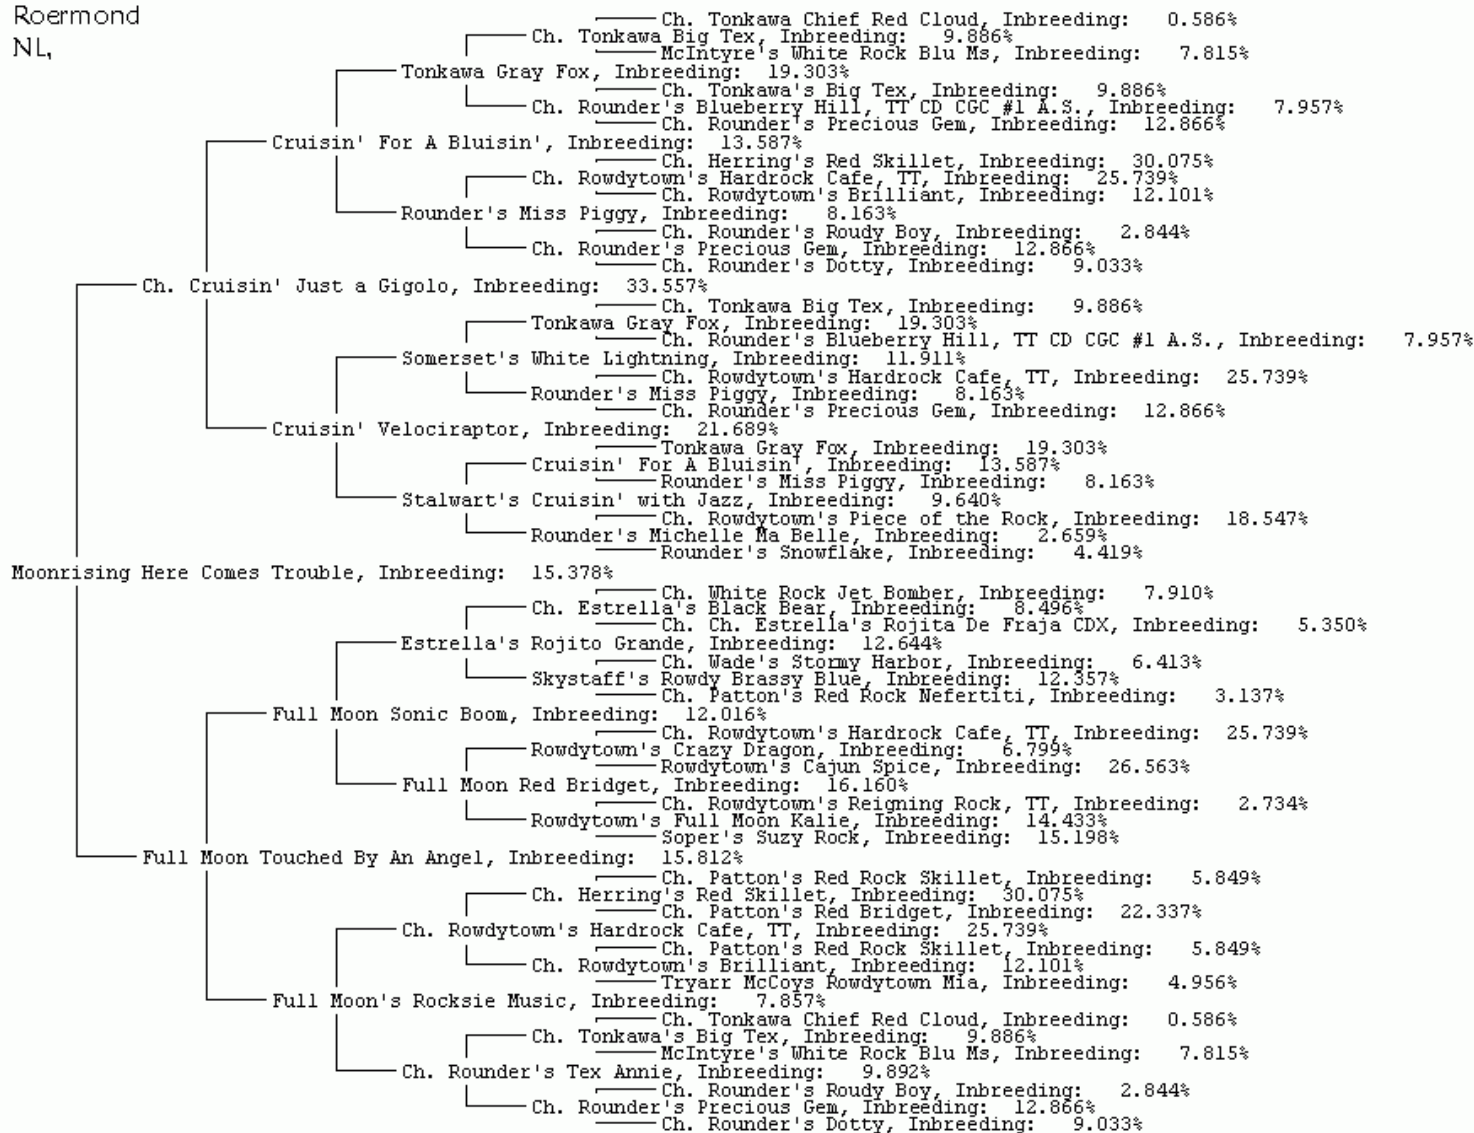 Roermond
NL,
Ch. Tonkawa Chief Red Cloud, Inbreeding: 0.586%
Ch. Tonkawa Big Tex, Inbreeding: 9.886%
McIntyre's White Rock Blu Ms, Inbreeding: 7.815%
Tonkawa Gray Fox, Inbreeding: 19.303%
Ch. Tonkawa's Big Tex, Inbreeding: 9.886%
Ch. Rounder's Blueberry Hill, TT CD CGC #1 A.S., Inbreeding: 7.957%
Ch. Rounder's Precious Gem, Inbreeding: 12.866%
Cruisin' For A Bluisin', Inbreeding: 13.587%
Ch. Herring's Red Skillet, Inbreeding: 30.075%
Ch. Rowdytown's Hardrock Cafe, TT, Inbreeding: 25.739%
Ch. Rowdytown's Brilliant, Inbreeding: 12.101%
Rounder's Miss Piggy, Inbreeding: 8.163%
Ch. Rounder's Roudy Boy, Inbreeding: 2.844%
Ch. Rounder's Precious Gem, Inbreeding: 12.866%
Ch. Rounder's Dotty, Inbreeding: 9.033%
Ch. Cruisin' Just a Gigolo, Inbreeding: 33.557%
Ch. Tonkawa Big Tex, Inbreeding: 9.886%
Tonkawa Gray Fox, Inbreeding: 19.303%
Ch. Rounder's Blueberry Hill, TT CD CGC #1 A.S., Inbreeding: 7.957%
Somerset's White Lightning, Inbreeding: 11.911%
Ch. Rowdytown's Hardrock Cafe, TT, Inbreeding: 25.739%
Rounder's Miss Piggy, Inbreeding: 8.163%
Ch. Rounder's Precious Gem, Inbreeding: 12.866%
Cruisin' Velociraptor, Inbreeding: 21.689%
Tonkawa Gray Fox, Inbreeding: 19.303%
Cruisin' For A Bluisin', Inbreeding: 13.587%
Rounder's Miss Piggy, Inbreeding: 8.163%
Stalwart's Cruisin' with Jazz, Inbreeding: 9.640%
Ch. Rowdytown's Piece of the Rock, Inbreeding: 18.547%
Rounder's Michelle Ma Belle, Inbreeding: 2.659%
Rounder's Snowflake, Inbreeding: 4.419%
Moonrising Here Comes Trouble, Inbreeding: 15.378%
Ch. White Rock Jet Bomber, Inbreeding: 7.910%
Ch. Estrella's Black Bear, Inbreeding: 8.496%
Ch. Ch. Estrella's Rojita De Fraja CDX, Inbreeding: 5.350%
Estrella's Rojito Grande, Inbreeding: 12.644%
Ch. Wade's Stormy Harbor, Inbreeding: 6.413%
Skystaff's Rowdy Brassy Blue, Inbreeding: 12.357%
Ch. Patton's Red Rock Nefertiti, Inbreeding: 3.137%
Full Moon Sonic Boom, Inbreeding: 12.016%
Ch. Rowdytown's Hardrock Cafe, TT, Inbreeding: 25.739%
Rowdytown's Crazy Dragon, Inbreeding: 6.799%
Rowdytown's Cajun Spice, Inbreeding: 26.563%
Full Moon Red Bridget, Inbreeding: 16.160%
Ch. Rowdytown's Reigning Rock, TT, Inbreeding: 2.734%
Rowdytown's Full Moon Kalie, Inbreeding: 14.433%
Soper's Suzy Rock, Inbreeding: 15.198%
Full Moon Touched By An Angel, Inbreeding: 15.812%
Ch. Patton's Red Rock Skillet, Inbreeding: 5.849%
Ch. Herring's Red Skillet, Inbreeding: 30.075%
Ch. Patton's Red Bridget, Inbreeding: 22.337%
Ch. Rowdytown's Hardrock Cafe, TT, Inbreeding: 25.739%
Ch. Patton's Red Rock Skillet, Inbreeding: 5.849%
Ch. Rowdytown's Brilliant, Inbreeding: 12.101%
Tryarr McCoys Rowdytown Mia, Inbreeding: 4.956%
Full Moon's Rocksie Music, Inbreeding: 7.857%
Ch. Tonkawa Chief Red Cloud, Inbreeding: 0.586%
Ch. Tonkawa's Big Tex, Inbreeding: 9.886%
McIntyre's White Rock Blu Ms, Inbreeding: 7.815%
Ch. Rounder's Tex Annie, Inbreeding: 9.892%
Ch. Rounder's Roudy Boy, Inbreeding: 2.844%
Ch. Rounder's Precious Gem, Inbreeding: 12.866%
Ch. Rounder's Dotty, Inbreeding: 9.033%